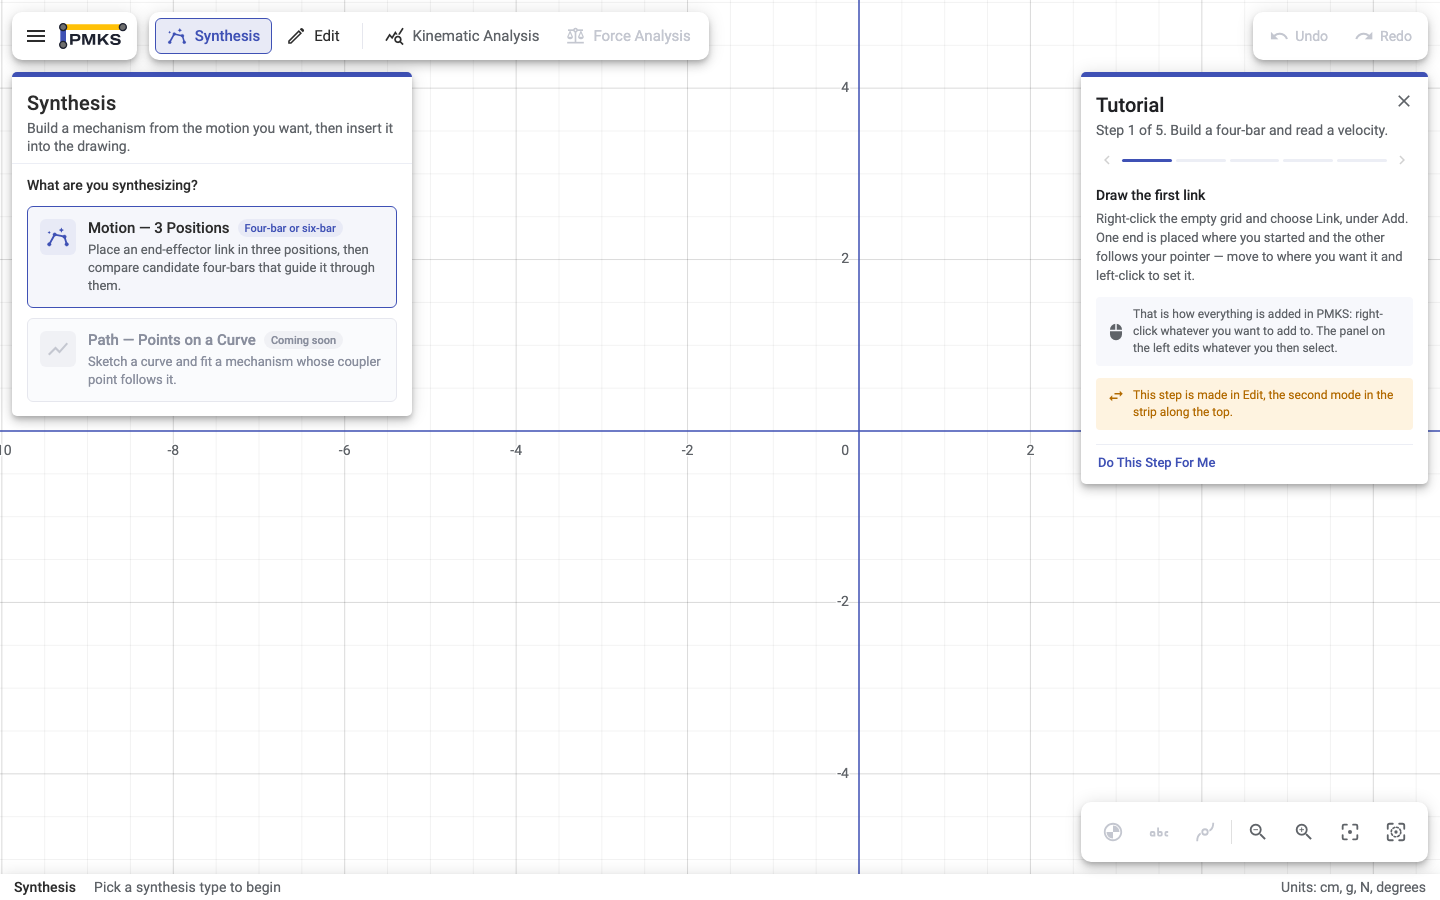 PMKS
Synthesis
Edit
Kinematic Analysis
Force Analysis
Undo
Redo
Synthesis
Build a mechanism from the motion you want, then insert it
into the drawing.
What are you synthesizing?
Motion — 3 Positions
Four-bar or six-bar
Place an end-effector link in three positions, then
compare candidate four-bars that guide it through
them.
Path — Points on a Curve
Coming soon
Sketch a curve and fit a mechanism whose coupler
point follows it.
Tutorial
Step 1 of 5. Build a four-bar and read a velocity.
Draw the first link
Right-click the empty grid and choose Link, under Add.
One end is placed where you started and the other
follows your pointer — move to where you want it and
left-click to set it.
That is how everything is added in PMKS: right-
click whatever you want to add to. The panel on
the left edits whatever you then select.
This step is made in Edit, the second mode in the
strip along the top.
Do This Step For Me
4
2
10
-8
-6
-4
-2
0
2
-2
-4
abc
Synthesis
Pick a synthesis type to begin
Units: cm, g, N, degrees